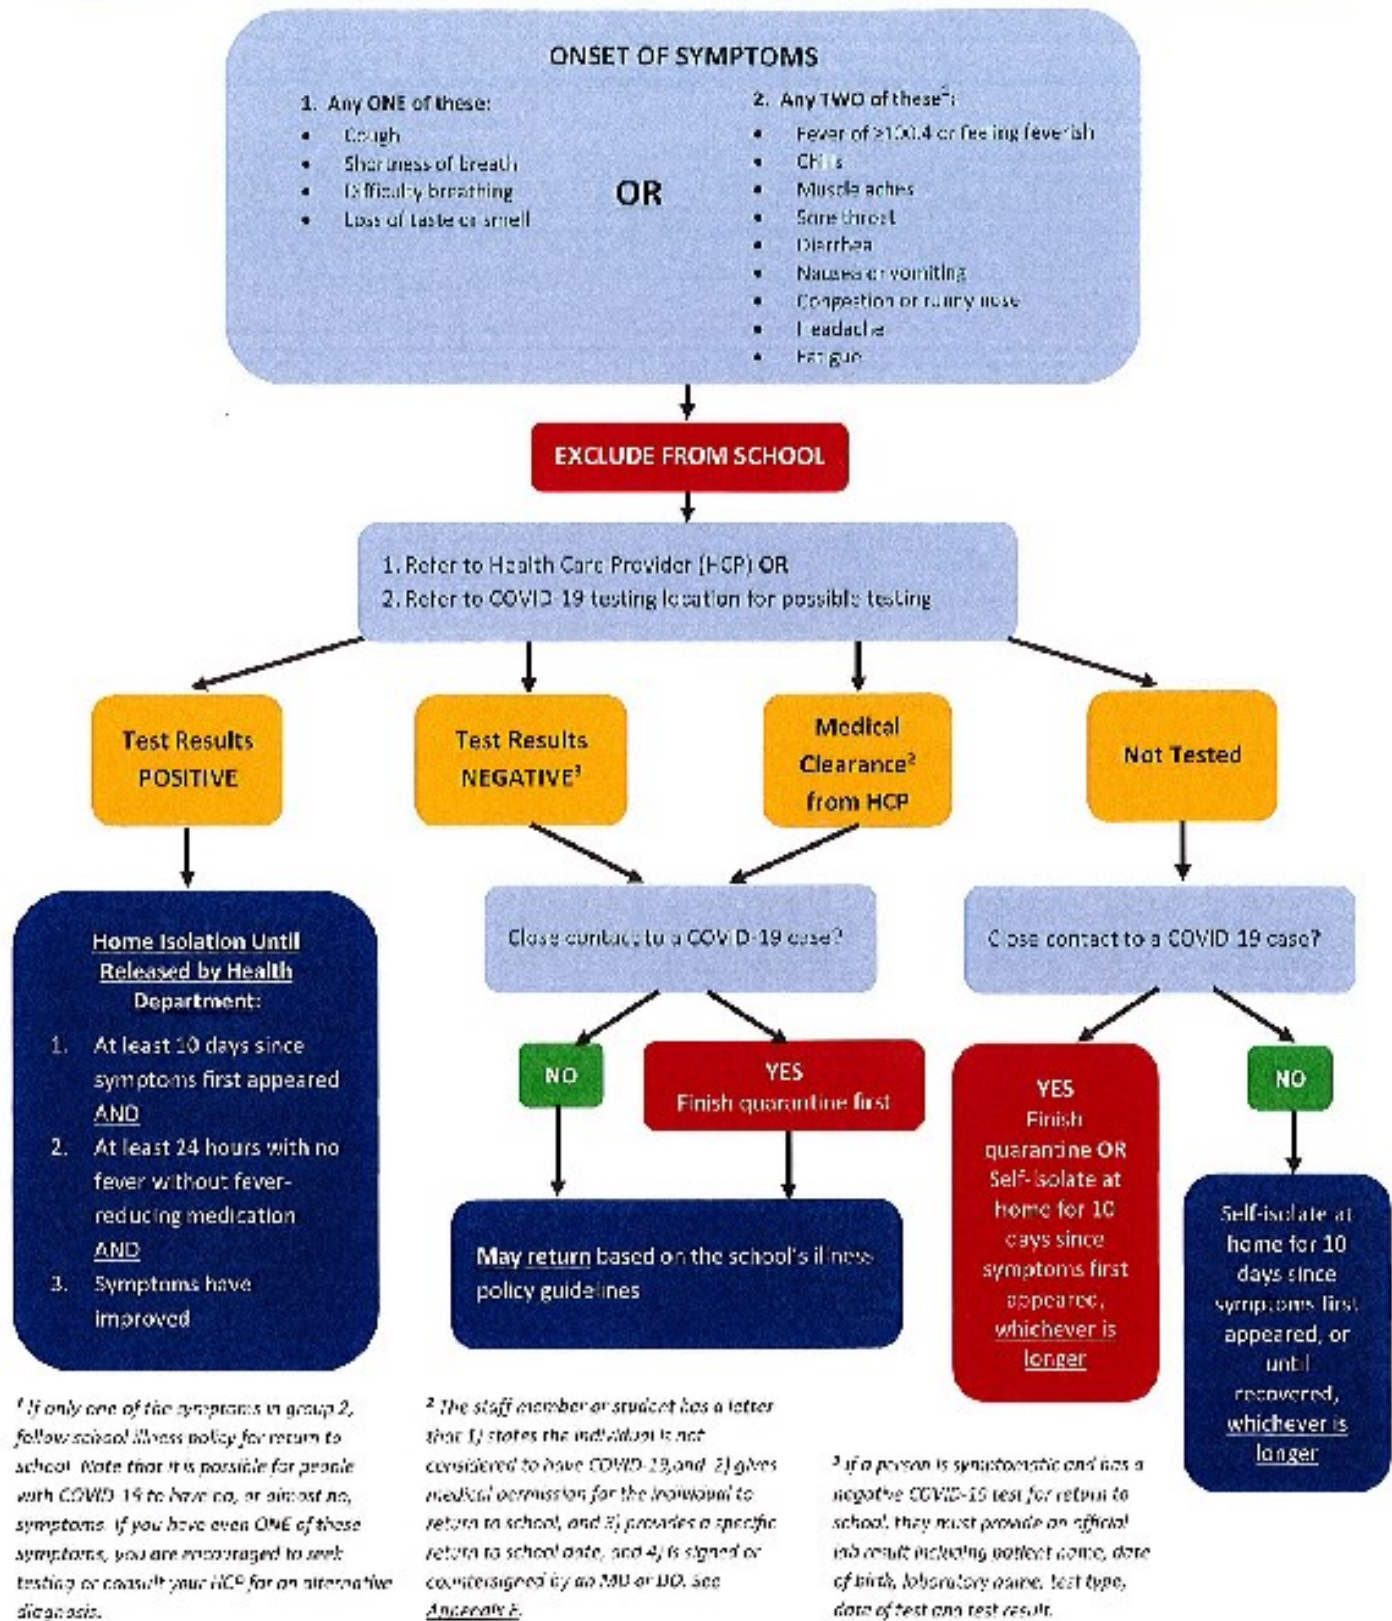 ONSET OF SYMPTOMS
1. Any ONE of these:
• Cough
• Shortness of breath
• Difficulty breathing
• Loss of taste or smell
OR
2. Any TWO of these¹:
• Fever of ≥100.4 or feeling feverish
• Chills
• Muscle aches
• Sore throat
• Diarrhea
• Nausea or vomiting
• Congestion or runny nose
• Headache
• Fatigue
EXCLUDE FROM SCHOOL
1. Refer to Health Care Provider (HCP) OR
2. Refer to COVID-19 testing location for possible testing
Test Results
POSITIVE
Test Results
NEGATIVE³
Medical
Clearance²
from HCP
Not Tested
Home Isolation Until
Released by Health
Department:
1. At least 10 days since
symptoms first appeared
AND
2. At least 24 hours with no
fever without fever-
reducing medication
AND
3. Symptoms have
improved
Close contact to a COVID-19 case?
NO
YES
Finish quarantine first
May return based on the school's illness
policy guidelines
Close contact to a COVID 19 case?
YES
Finish
quarantine OR
Self-isolate at
home for 10
days since
symptoms first
appeared,
whichever is
longer
NO
Self-isolate at
home for 10
days since
symptoms first
appeared, or
until
recovered,
whichever is
longer
¹ If only one of the symptoms in group 2,
follow school illness policy for return to
school. Note that it is possible for people
with COVID-19 to have no, or almost no,
symptoms. If you have even ONE of these
symptoms, you are encouraged to seek
testing or consult your HCP for an alternative
diagnosis.
² The staff member or student has a letter
that 1) states the individual is not
considered to have COVID-19,and 2) gives
medical permission for the individual to
return to school, and 3) provides a specific
return to school date, and 4) is signed or
countersigned by an MD or DO. See
Appendix
³ If a person is symptomatic and has a
negative COVID-19 test for return to
school, they must provide an official
lab result including patient name, date
of birth, laboratory name, test type,
date of test and test result.